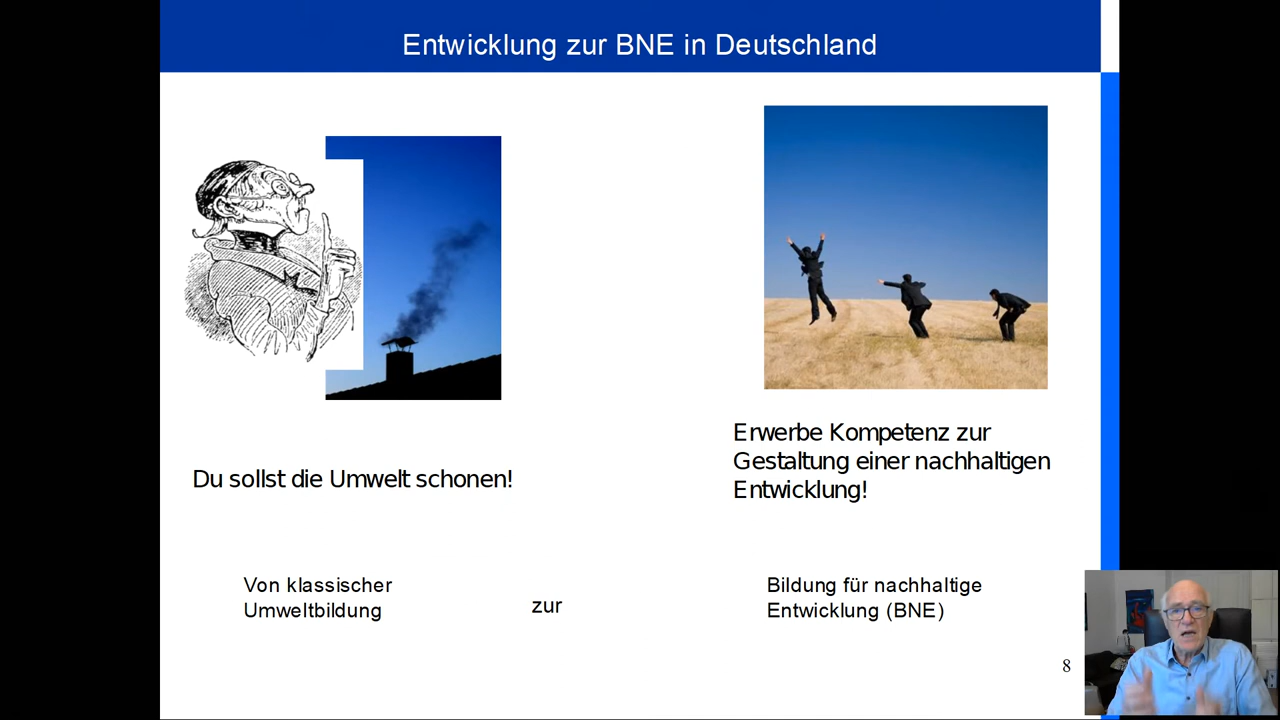 Entwicklung zur BNE in Deutschland
Du sollst die Umwelt schonen!
Erwerbe Kompetenz zur
Gestaltung einer nachhaltigen
Entwicklung!
Von klassischer
Umweltbildung
zur
Bildung für nachhaltige
Entwicklung (BNE)
8